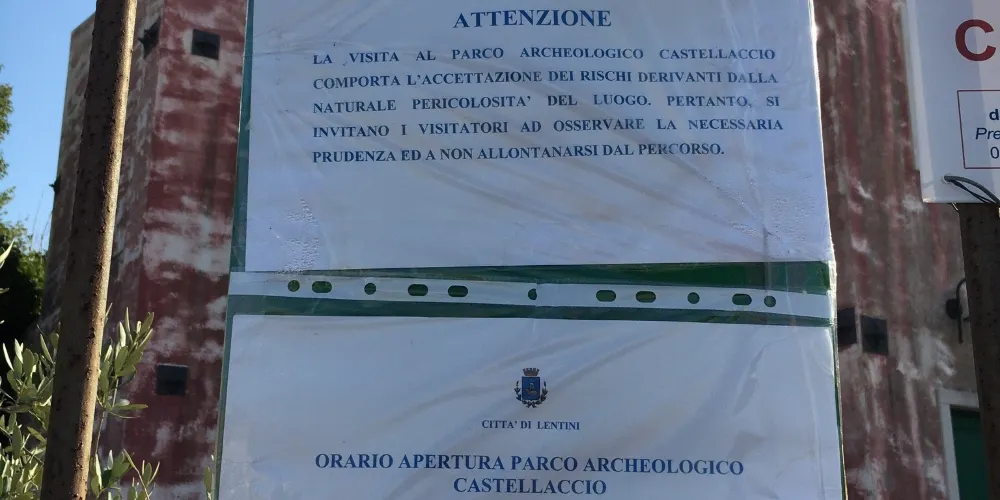 ATTENZIONE
LA VISITA AL PARCO ARCHEOLOGICO CASTELLACCIO
COMPORTA L'ACCETTAZIONE DEI RISCHI DERIVANTI DALLA
NATURALE PERICOLOSITA' DEL LUOGO. PERTANTO, SI
INVITANO I VISITATORI AD OSSERVARE LA NECESSARIA
PRUDENZA ED A NON ALLONTANARSI DAL PERCORSO.
CITTA' DI LENTINI
ORARIO APERTURA PARCO ARCHEOLOGICO
CASTELLACCIO